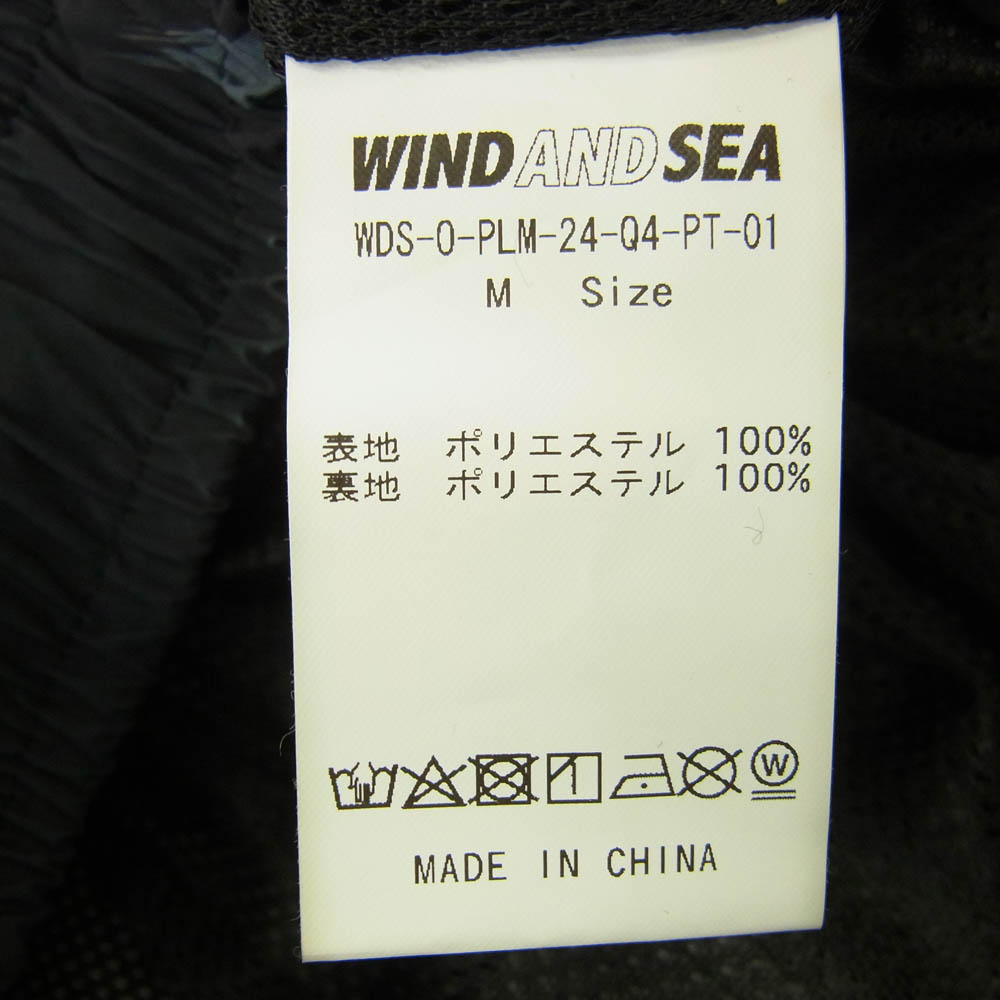 WIND AND SEA
WDS-O-PLM-24-Q4-PT-01
M Size
表地 ポリエステル 100%
裏地 ポリエステル 100%
W
MADE IN CHINA